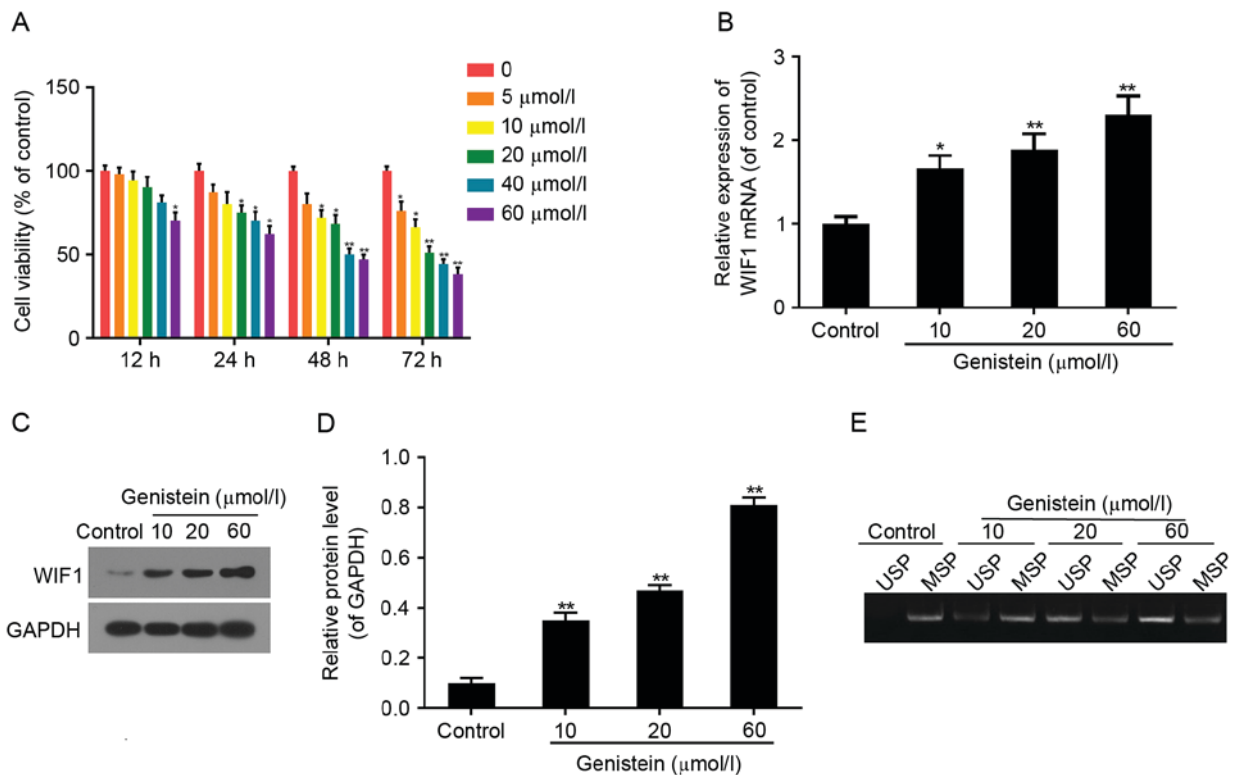 A
Cell viability (% of control)
150
100
50
0
12 h 24 h 48 h 72 h
* * * * * * * ** ** * * ** ** **
0
5 μmol/l
10 μmol/l
20 μmol/l
40 μmol/l
60 μmol/l
B
Relative expression of
WIF1 mRNA (of control)
3
2
1
0
* ** **
Control 10 20 60
Genistein (μmol/l)
C
Genistein (μmol/l)
Control 10 20 60
WIF1
GAPDH
D
Relative protein level
(of GAPDH)
1.0
0.8
0.6
0.4
0.2
0.0
** ** **
Control 10 20 60
Genistein (μmol/l)
E
Genistein (μmol/l)
Control 10 20 60
USP MSP USP MSP USP MSP USP MSP